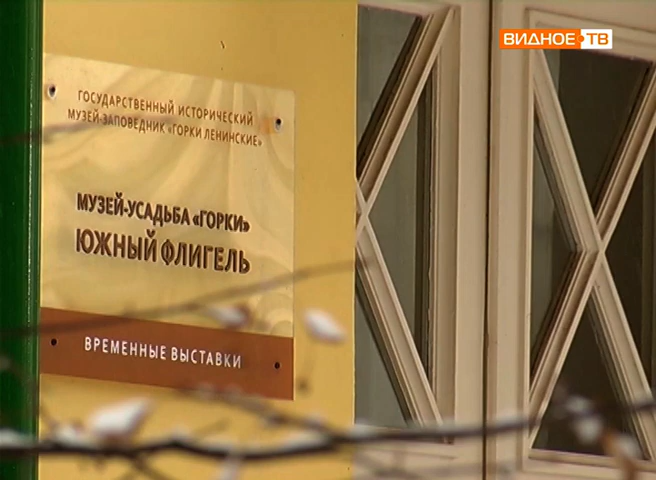 ВИДНОЕ ТВ
ГОСУДАРСТВЕННЫЙ ИСТОРИЧЕСКИЙ
МУЗЕЙ-ЗАПОВЕДНИК «ГОРКИ ЛЕНИНСКИЕ»
МУЗЕЙ-УСАДЬБА «ГОРКИ»
ЮЖНЫЙ ФЛИГЕЛЬ
ВРЕМЕННЫЕ ВЫСТАВКИ